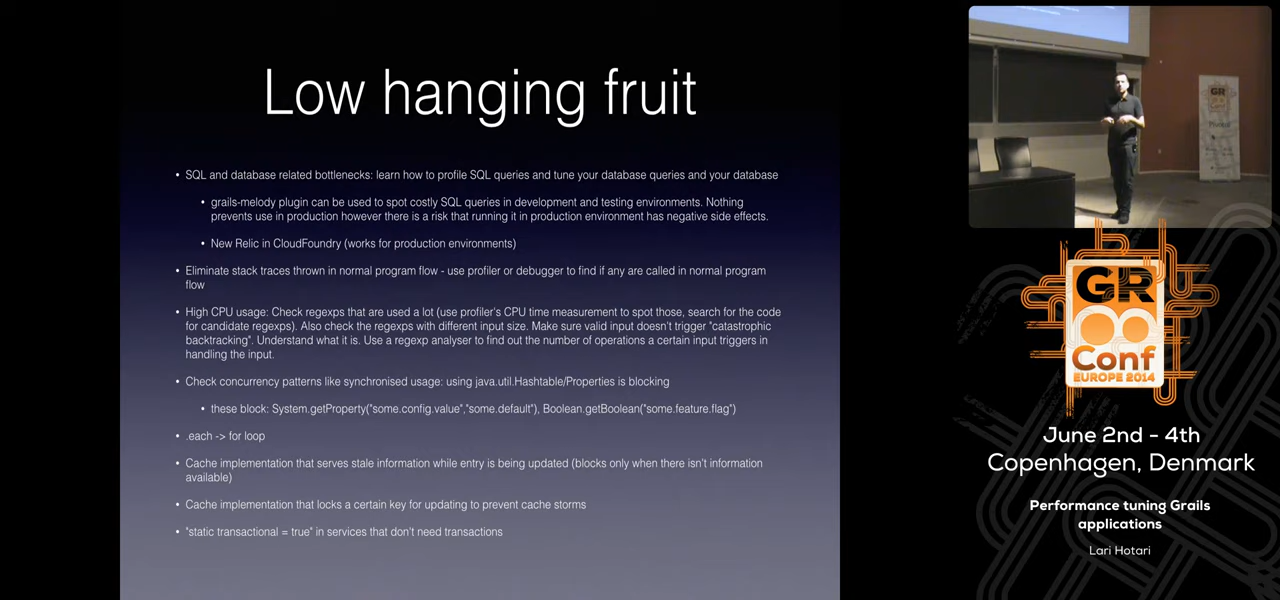 Low hanging fruit
• SQL and database related bottlenecks: learn how to profile SQL queries and tune your database queries and your database
• grails-melody plugin can be used to spot costly SQL queries in development and testing environments. Nothing
prevents use in production however there is a risk that running it in production environment has negative side effects.
• New Relic in CloudFoundry (works for production environments)
• Eliminate stack traces thrown in normal program flow - use profiler or debugger to find if any are called in normal program
flow
• High CPU usage: Check regexps that are used a lot (use profiler's CPU time measurement to spot those, search for the code
for candidate regexps). Also check the regexps with different input size. Make sure valid input doesn't trigger "catastrophic
backtracking". Understand what it is. Use a regexp analyser to find out the number of operations a certain input triggers in
handling the input.
• Check concurrency patterns like synchronised usage: using java.util.Hashtable/Properties is blocking
• these block: System.getProperty("some.config.value","some.default"), Boolean.getBoolean("some.feature.flag")
• .each -> for loop
• Cache implementation that serves stale information while entry is being updated (blocks only when there isn't information
available)
• Cache implementation that locks a certain key for updating to prevent cache storms
• "static transactional = true" in services that don't need transactions
GR
Conf
EUROPE 2014
June 2nd - 4th
Copenhagen, Denmark
Performance tuning Grails
applications
Lari Hotari